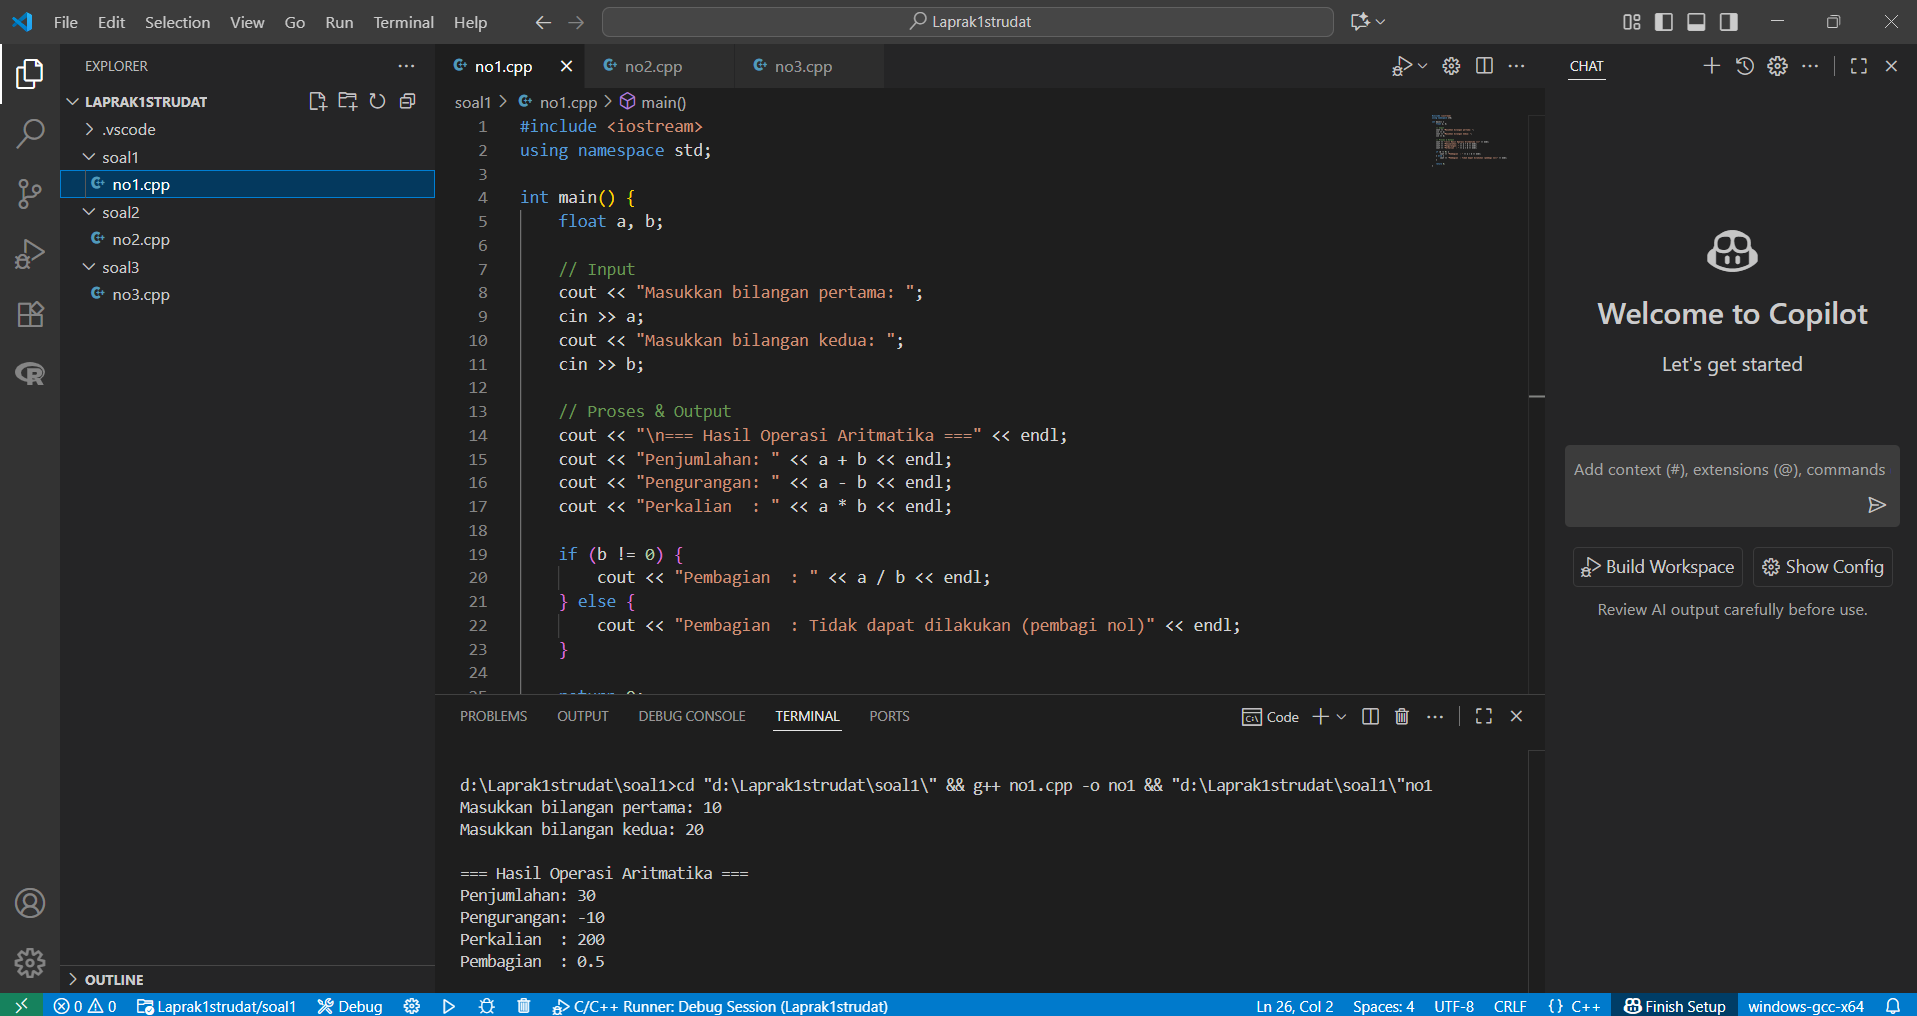 File Edit Selection View Go Run Terminal Help
Laprak1strudat
EXPLORER
LAPRAK1STRUDAT
.vscode
soal1
no1.cpp
soal2
no2.cpp
soal3
no3.cpp
OUTLINE
no1.cpp no2.cpp no3.cpp
soal1 > no1.cpp > main()
1 #include <iostream>
2 using namespace std;
3
4 int main() {
5 float a, b;
6
7 // Input
8 cout << "Masukkan bilangan pertama: ";
9 cin >> a;
10 cout << "Masukkan bilangan kedua: ";
11 cin >> b;
12
13 // Proses & Output
14 cout << "\n=== Hasil Operasi Aritmatika ===" << endl;
15 cout << "Penjumlahan: " << a + b << endl;
16 cout << "Pengurangan: " << a - b << endl;
17 cout << "Perkalian  : " << a * b << endl;
18
19 if (b != 0) {
20 cout << "Pembagian  : " << a / b << endl;
21 } else {
22 cout << "Pembagian  : Tidak dapat dilakukan (pembagi nol)" << endl;
23 }
24
25 return 0;
PROBLEMS OUTPUT DEBUG CONSOLE TERMINAL PORTS
Code
d:\Laprak1strudat\soal1>cd "d:\Laprak1strudat\soal1\" && g++ no1.cpp -o no1 && "d:\Laprak1strudat\soal1\"no1
Masukkan bilangan pertama: 10
Masukkan bilangan kedua: 20
=== Hasil Operasi Aritmatika ===
Penjumlahan: 30
Pengurangan: -10
Perkalian  : 200
Pembagian  : 0.5
CHAT
Welcome to Copilot
Let's get started
Add context (#), extensions (@), commands
Build Workspace Show Config
Review AI output carefully before use.
0 0 Laprak1strudat/soal1 Debug C/C++ Runner: Debug Session (Laprak1strudat) Ln 26, Col 2 Spaces: 4 UTF-8 CRLF {} C++ Finish Setup windows-gcc-x64